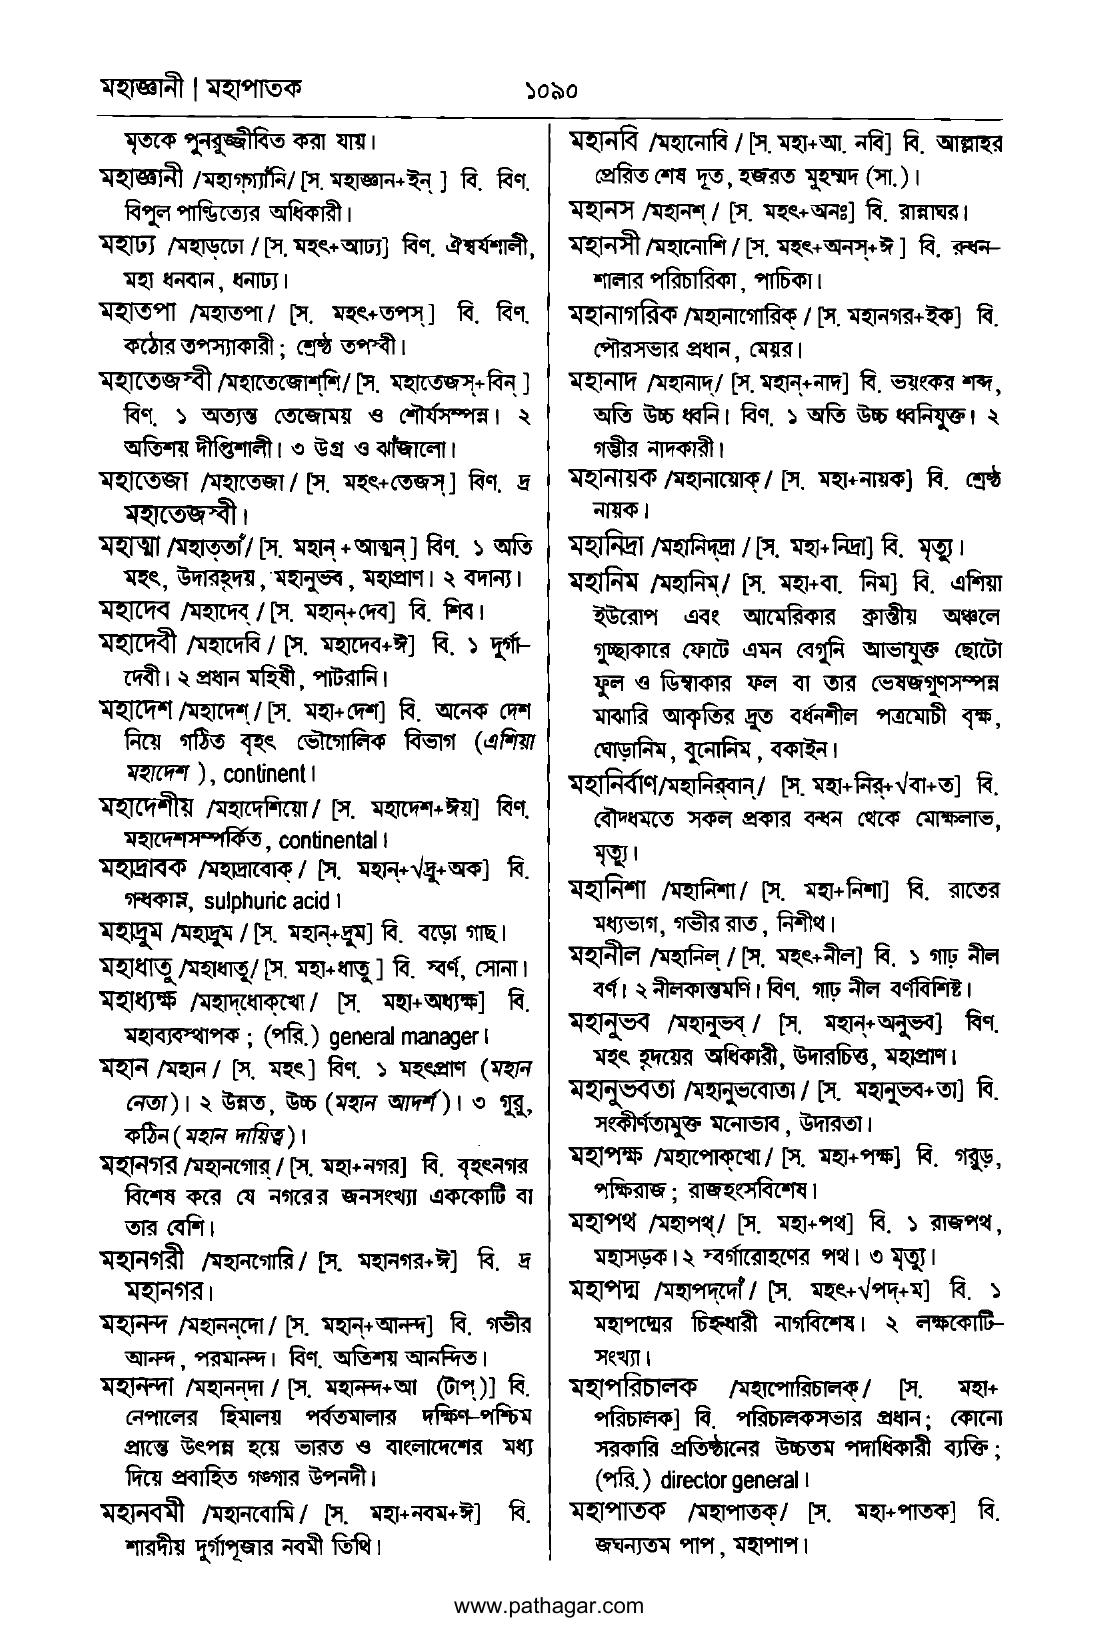 মহাজ্ঞানী | মহাপাতক
১০৯০
মৃতকে পুনরুজ্জীবিত করা যায়।
মহাজ্ঞানী /মহাগ্‌গ্যাঁনি/ [স. মহাজ্ঞান+ইন্ ] বি. বিণ.
বিপুল পাণ্ডিত্যের অধিকারী।
মহাঢ্য /মহাড্‌ঢো / [স. মহৎ+আঢ্য] বিণ. ঐশ্বর্যশালী,
মহা ধনবান, ধনাঢ্য।
মহাতপা /মহাতপা / [স. মহৎ+তপস্ ] বি. বিণ.
কঠোর তপস্যাকারী ; শ্রেষ্ঠ তপস্বী।
মহাতেজস্বী /মহাতেজোশ্‌শি/ [স. মহাতেজস্+বিন্ ]
বিণ. ১ অত্যন্ত তেজোময় ও শৌর্যসম্পন্ন। ২
অতিশয় দীপ্তিশালী। ৩ উগ্র ও ঝাঁজালো।
মহাতেজা /মহাতেজা / [স. মহৎ+তেজস্ ] বিণ. দ্র
মহাতেজস্বী।
মহাত্মা /মহাত্‌তাঁ/ [স. মহান্ +আত্মন্ ] বিণ. ১ অতি
মহৎ, উদারহৃদয়, মহানুভব, মহাপ্রাণ। ২ বদান্য।
মহাদেব /মহাদেব্ / [স. মহান্+দেব] বি. শিব।
মহাদেবী /মহাদেবি / [স. মহাদেব+ঈ] বি. ১ দুর্গা–
দেবী। ২ প্রধান মহিষী, পাটরানি।
মহাদেশ /মহাদেশ্ / [স. মহা+দেশ] বি. অনেক দেশ
নিয়ে গঠিত বৃহৎ ভৌগোলিক বিভাগ (এশিয়া
মহাদেশ ), continent।
মহাদেশীয় /মহাদেশিয়ো / [স. মহাদেশ+ঈয়] বিণ.
মহাদেশসম্পর্কিত, continental।
মহাদ্রাবক /মহাদ্রাবোক্ / [স. মহান্+√দ্রু+অক] বি.
গন্ধকাম্ল, sulphuric acid।
মহাদ্রুম /মহাদ্রুম / [স. মহান্+দ্রুম] বি. বড়ো গাছ।
মহাধাতু /মহাধাতু/ [স. মহা+ধাতু ] বি. স্বর্ণ, সোনা।
মহাধ্যক্ষ /মহাদ্‌ধোক্‌খো / [স. মহা+অধ্যক্ষ] বি.
মহাব্যবস্থাপক ; (পরি.) general manager।
মহান /মহান / [স. মহৎ ] বিণ. ১ মহৎপ্রাণ (মহান
নেতা )। ২ উন্নত, উচ্চ (মহান আদর্শ )। ৩ গুরু,
কঠিন (মহান দায়িত্ব )।
মহানগর /মহানগোর্ / [স. মহা+নগর] বি. বৃহৎনগর
বিশেষ করে যে নগরের জনসংখ্যা এককোটি বা
তার বেশি।
মহানগরী /মহানগোরি / [স. মহানগর+ঈ] বি. দ্র
মহানগর।
মহানন্দ /মহানন্‌দো / [স. মহান্+আনন্দ] বি. গভীর
আনন্দ, পরমানন্দ। বিণ. অতিশয় আনন্দিত।
মহানন্দা /মহানন্‌দা / [স. মহানন্দ+আ (টাপ্ )] বি.
নেপালের হিমালয় পর্বতমালার দক্ষিণ–পশ্চিম
প্রান্তে উৎপন্ন হয়ে ভারত ও বাংলাদেশের মধ্য
দিয়ে প্রবাহিত গঙ্গার উপনদী।
মহানবমী /মহানবোমি / [স. মহা+নবম+ঈ] বি.
শারদীয় দুর্গাপূজার নবমী তিথি।
মহানবি /মহানোবি / [স. মহা+আ. নবি] বি. আল্লাহর
প্রেরিত শেষ দূত, হজরত মুহম্মদ (সা.)।
মহানস /মহানশ্ / [স. মহৎ+অনঃ] বি. রান্নাঘর।
মহানসী /মহানোশি / [স. মহৎ+অনস্+ঈ ] বি. রন্ধন–
শালার পরিচারিকা, পাচিকা।
মহানাগরিক /মহানাগোরিক্ / [স. মহানগর+ইক] বি.
পৌরসভার প্রধান, মেয়র।
মহানাদ /মহানাদ্/ [স. মহান্+নাদ] বি. ভয়ংকর শব্দ,
অতি উচ্চ ধ্বনি। বিণ. ১ অতি উচ্চ ধ্বনিযুক্ত। ২
গম্ভীর নাদকারী।
মহানায়ক /মহানায়োক্ / [স. মহা+নায়ক] বি. শ্রেষ্ঠ
নায়ক।
মহানিদ্রা /মহানিদ্‌দ্রা / [স. মহা+নিদ্রা] বি. মৃত্যু।
মহানিম /মহানিম্/ [স. মহা+বা. নিম] বি. এশিয়া
ইউরোপ এবং আমেরিকার ক্রান্তীয় অঞ্চলে
গুচ্ছাকারে ফোটে এমন বেগুনি আভাযুক্ত ছোটো
ফুল ও ডিম্বাকার ফল বা তার ভেষজগুণসম্পন্ন
মাঝারি আকৃতির দ্রুত বর্ধনশীল পত্রমোচী বৃক্ষ,
ঘোড়ানিম, বুনোনিম, বকাইন।
মহানির্বাণ/মহানির্‌বান্/ [স. মহা+নির্+√বা+ত] বি.
বৌদ্ধমতে সকল প্রকার বন্ধন থেকে মোক্ষলাভ,
মৃত্যু।
মহানিশা /মহানিশা / [স. মহা+নিশা] বি. রাতের
মধ্যভাগ, গভীর রাত, নিশীথ।
মহানীল /মহানিল্ / [স. মহৎ+নীল] বি. ১ গাঢ় নীল
বর্ণ। ২ নীলকান্তমণি। বিণ. গাঢ় নীল বর্ণবিশিষ্ট।
মহানুভব /মহানুভব্ / [স. মহান্+অনুভব] বিণ.
মহৎ হৃদয়ের অধিকারী, উদারচিত্ত, মহাপ্রাণ।
মহানুভবতা /মহানুভবোতা / [স. মহানুভব+তা] বি.
সংকীর্ণতামুক্ত মনোভাব, উদারতা।
মহাপক্ষ /মহাপোক্‌খো / [স. মহা+পক্ষ] বি. গরুড়,
পক্ষিরাজ ; রাজহংসবিশেষ।
মহাপথ /মহাপথ্/ [স. মহা+পথ] বি. ১ রাজপথ,
মহাসড়ক। ২ স্বর্গারোহণের পথ। ৩ মৃত্যু।
মহাপদ্ম /মহাপদ্‌দোঁ / [স. মহৎ+√পদ্+ম] বি. ১
মহাপদ্মের চিহ্নধারী নাগবিশেষ। ২ লক্ষকোটি–
সংখ্যা।
মহাপরিচালক /মহাপোরিচালক্ / [স. মহা+
পরিচালক] বি. পরিচালকসভার প্রধান; কোনো
সরকারি প্রতিষ্ঠানের উচ্চতম পদাধিকারী ব্যক্তি ;
(পরি.) director general।
মহাপাতক /মহাপাতক্/ [স. মহা+পাতক] বি.
জঘন্যতম পাপ, মহাপাপ।
www.pathagar.com